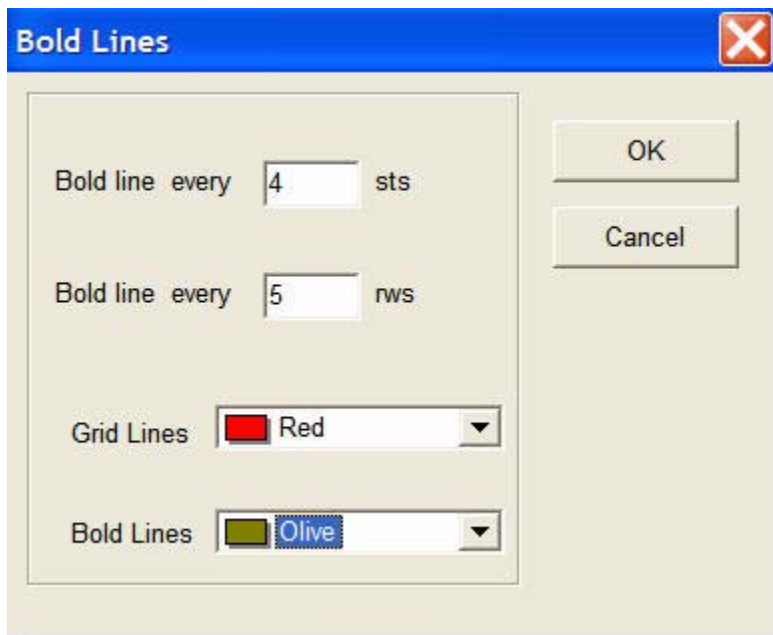 Bold Lines
Bold line every 4 sts
Bold line every 5 rws
Grid Lines Red
Bold Lines Olive
OK
Cancel